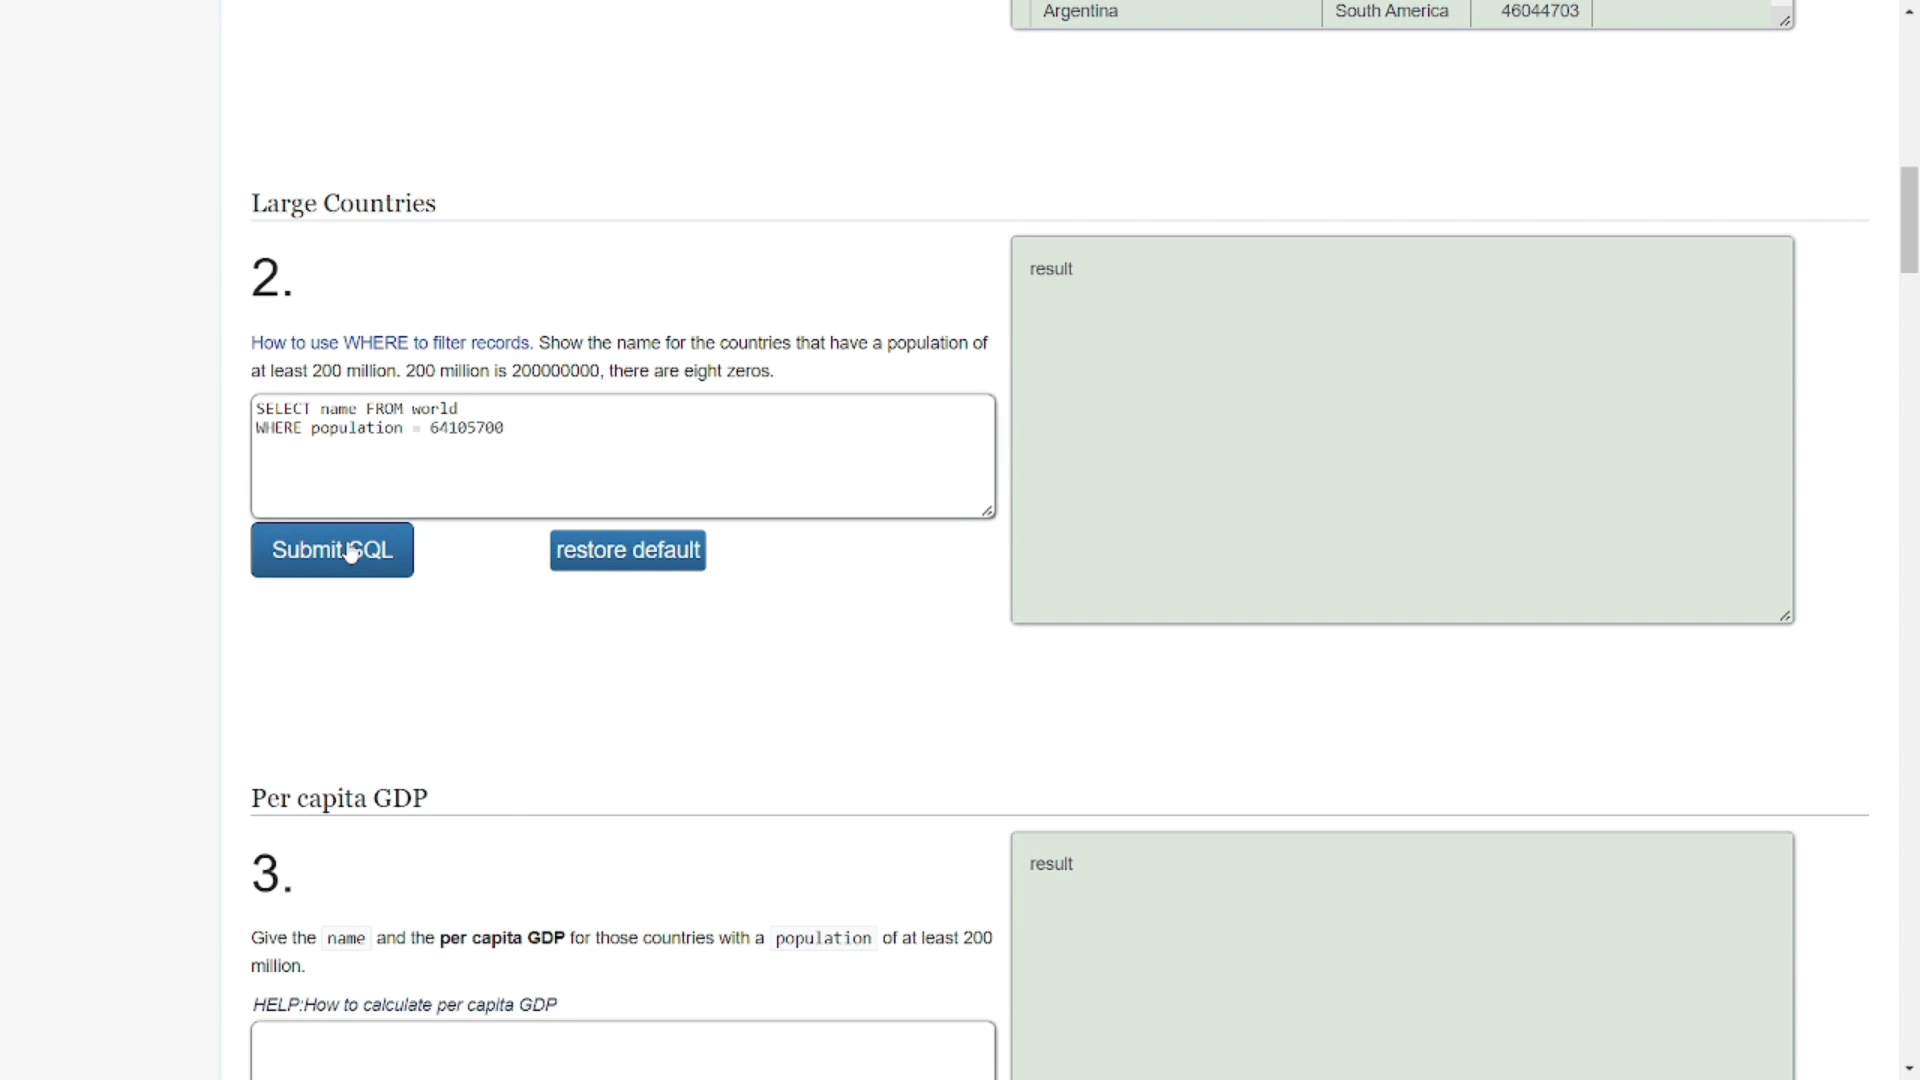 Argentina South America 46044703
Large Countries
2.
result
How to use WHERE to filter records. Show the name for the countries that have a population of
at least 200 million. 200 million is 200000000, there are eight zeros.
SELECT name FROM world
WHERE population = 64105700
Submit SQL restore default
Per capita GDP
3.
result
Give the name and the per capita GDP for those countries with a population of at least 200
million.
HELP:How to calculate per capita GDP